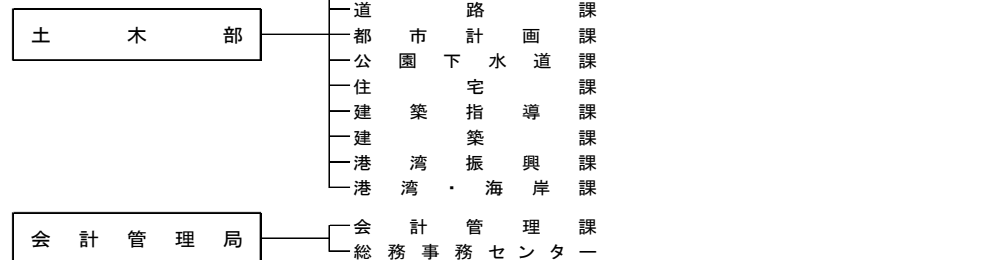 道路課
土木部
都市計画課
公園下水道課
住宅課
建築指導課
建築課
港湾振興課
港湾・海岸課
会計管理局
会計管理課
総務事務センター